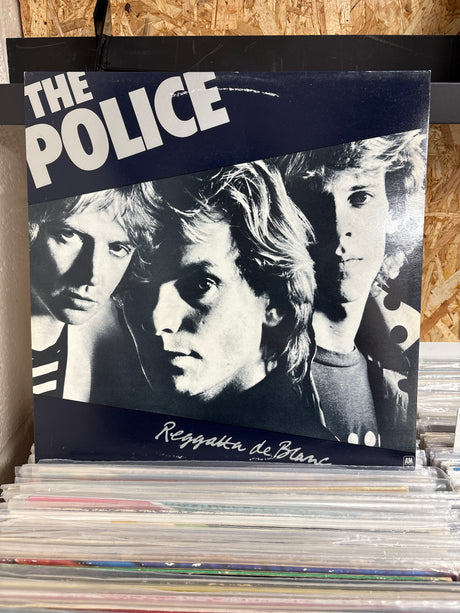 THE
POLICE
Reggatta de Blanc
A&M